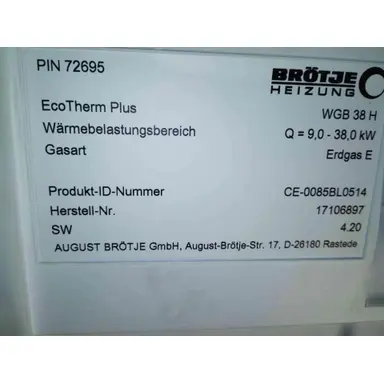 PIN 72695
BRÖTJE
HEIZUNG
EcoTherm Plus WGB 38 H
Wärmebelastungsbereich Q = 9,0 - 38,0 kW
Gasart Erdgas E
Produkt-ID-Nummer CE-0085BL0514
Herstell-Nr. 17106897
SW 4.20
AUGUST BRÖTJE GmbH, August-Brötje-Str. 17, D-26180 Rastede